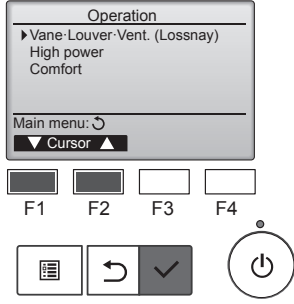 Operation
Vane·Louver·Vent. (Lossnay)
High power
Comfort
Main menu:
Cursor
F1 F2 F3 F4